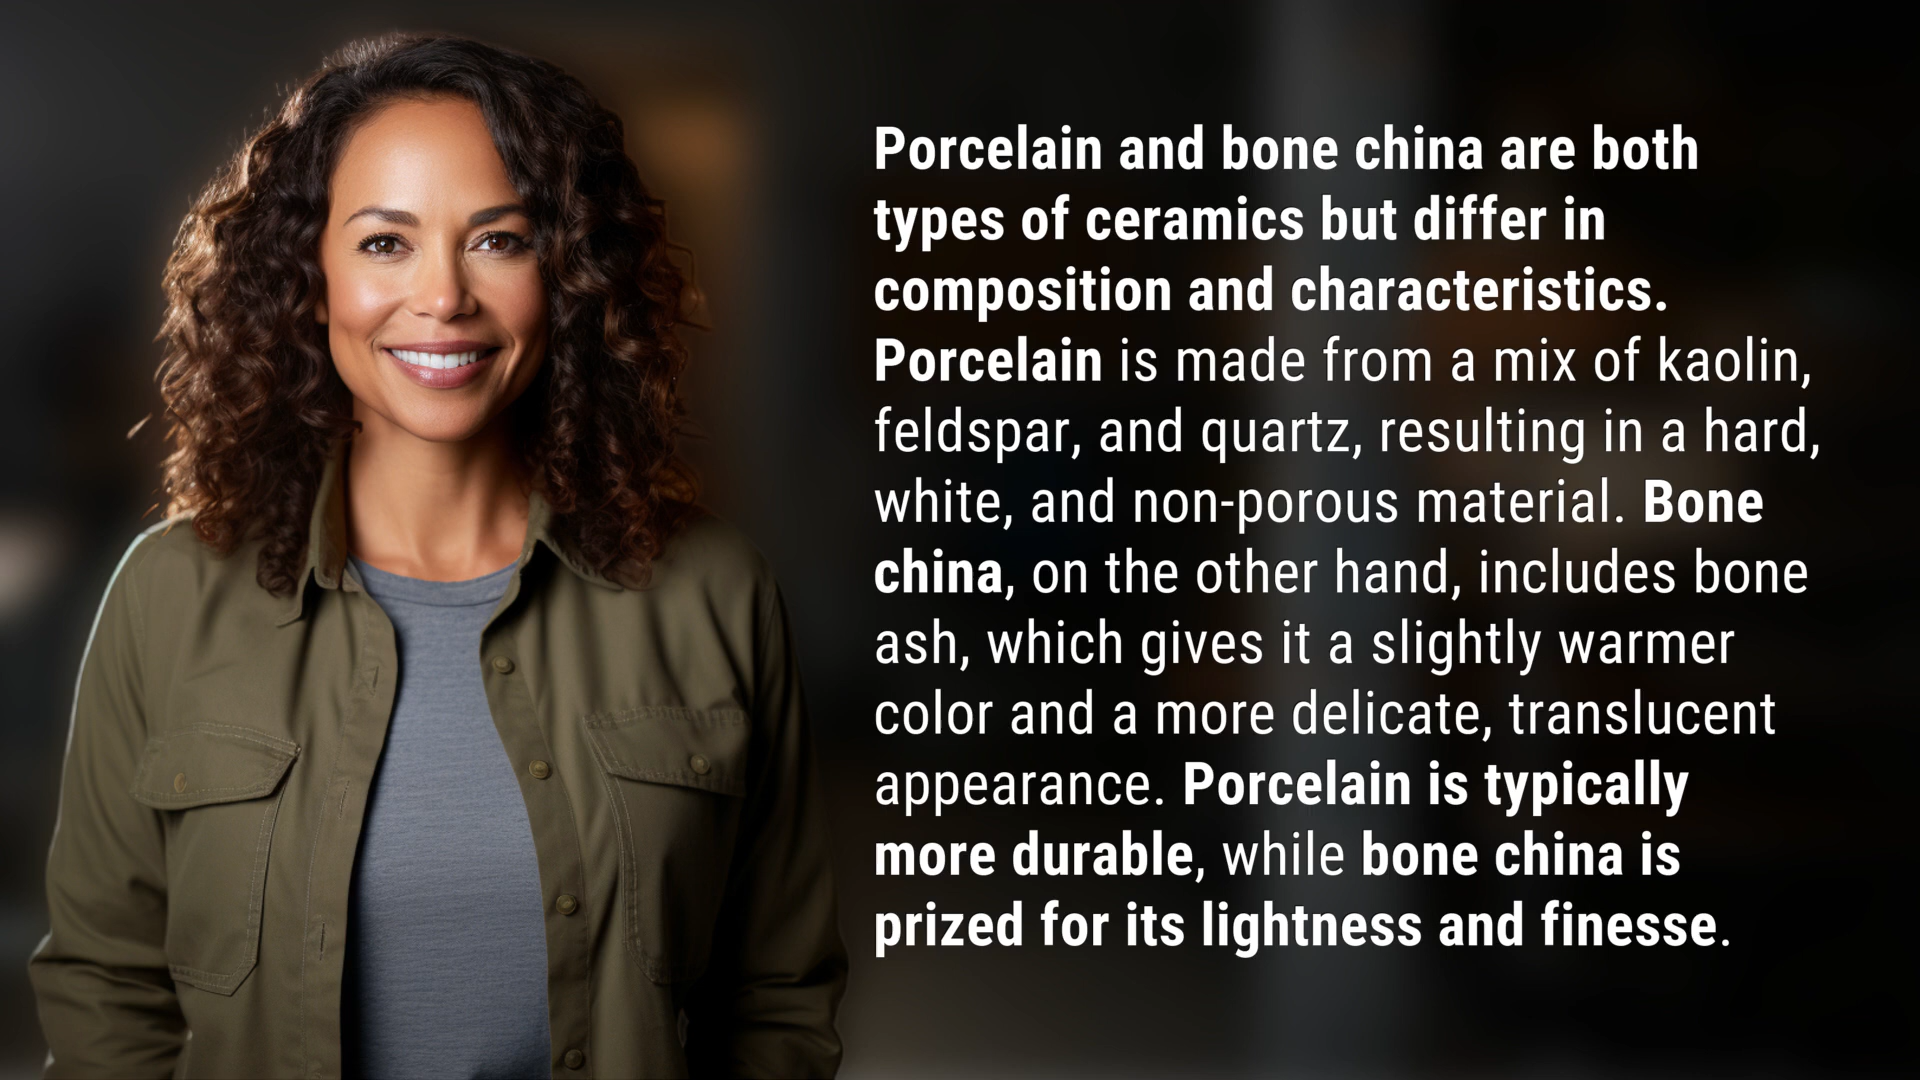 Porcelain and bone china are both
types of ceramics but differ in
composition and characteristics.
Porcelain is made from a mix of kaolin,
feldspar, and quartz, resulting in a hard,
white, and non-porous material. Bone
china, on the other hand, includes bone
ash, which gives it a slightly warmer
color and a more delicate, translucent
appearance. Porcelain is typically
more durable, while bone china is
prized for its lightness and finesse.